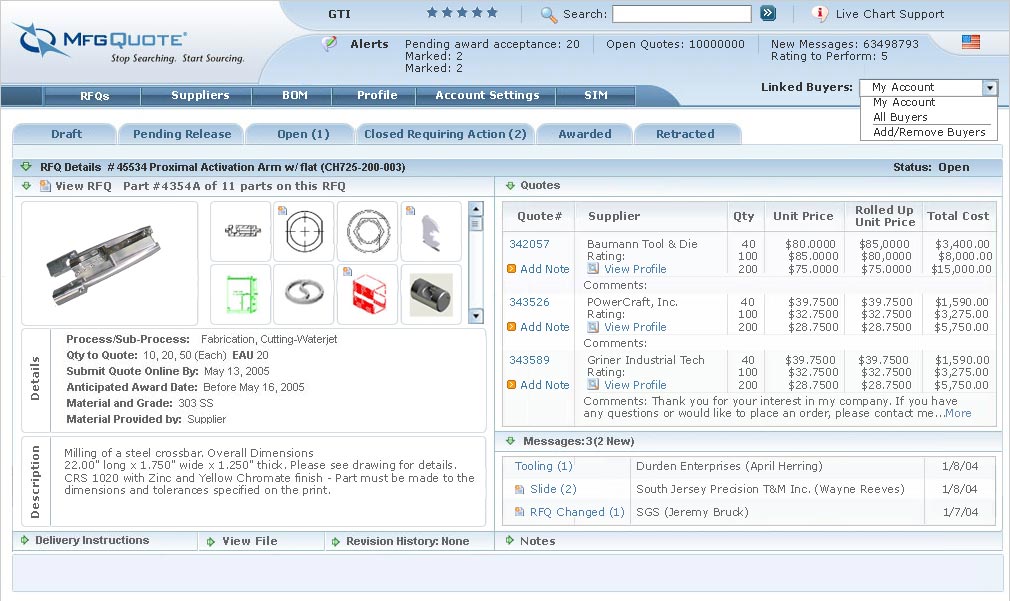 GTI
Search:
Live Chart Support
MFGQUOTE
Stop Searching. Start Sourcing.
Alerts
Pending award acceptance: 20
Marked: 2
Marked: 2
Open Quotes: 10000000
New Messages: 63498793
Rating to Perform: 5
Linked Buyers: My Account
My Account
All Buyers
Add/Remove Buyers
RFQs Suppliers BOM Profile Account Settings SIM
Draft Pending Release Open (1) Closed Requiring Action (2) Awarded Retracted
RFQ Details # 45534 Proximal Activation Arm w/ flat (CH725-200-003) Status: Open
View RFQ Part #4354A of 11 parts on this RFQ
Details
Process/Sub-Process: Fabrication, Cutting-Waterjet
Qty to Quote: 10, 20, 50 (Each) EAU 20
Submit Quote Online By: May 13, 2005
Anticipated Award Date: Before May 16, 2005
Material and Grade: 303 SS
Material Provided by: Supplier
Description
Milling of a steel crossbar. Overall Dimensions
22.00" long x 1.750" wide x 1.250" thick. Please see drawing for details.
CRS 1020 with Zinc and Yellow Chromate finish - Part must be made to the
dimensions and tolerances specified on the print.
Delivery Instructions View File Revision History: None
Quotes
Quote# Supplier Qty Unit Price Rolled Up Unit Price Total Cost
342057 Baumann Tool & Die 40 $80.0000 $85,0000 $3,400.00
Rating: 100 $85.0000 $80,0000 $8,000.00
Add Note View Profile 200 $75.0000 $75.0000 $15,000.00
Comments:
343526 POwerCraft, Inc. 40 $39.7500 $39.7500 $1,590.00
Rating: 100 $32.7500 $32.7500 $3,275.00
Add Note View Profile 200 $28.7500 $28.7500 $5,750.00
Comments:
343589 Griner Industrial Tech 40 $39.7500 $39.7500 $1,590.00
Rating: 100 $32.7500 $32.7500 $3,275.00
Add Note View Profile 200 $28.7500 $28.7500 $5,750.00
Comments: Thank you for your interest in my company. If you have
any questions or would like to place an order, please contact me...More
Messages:3(2 New)
Tooling (1) Durden Enterprises (April Herring) 1/8/04
Slide (2) South Jersey Precision T&M Inc. (Wayne Reeves) 1/8/04
RFQ Changed (1) SGS (Jeremy Bruck) 1/7/04
Notes